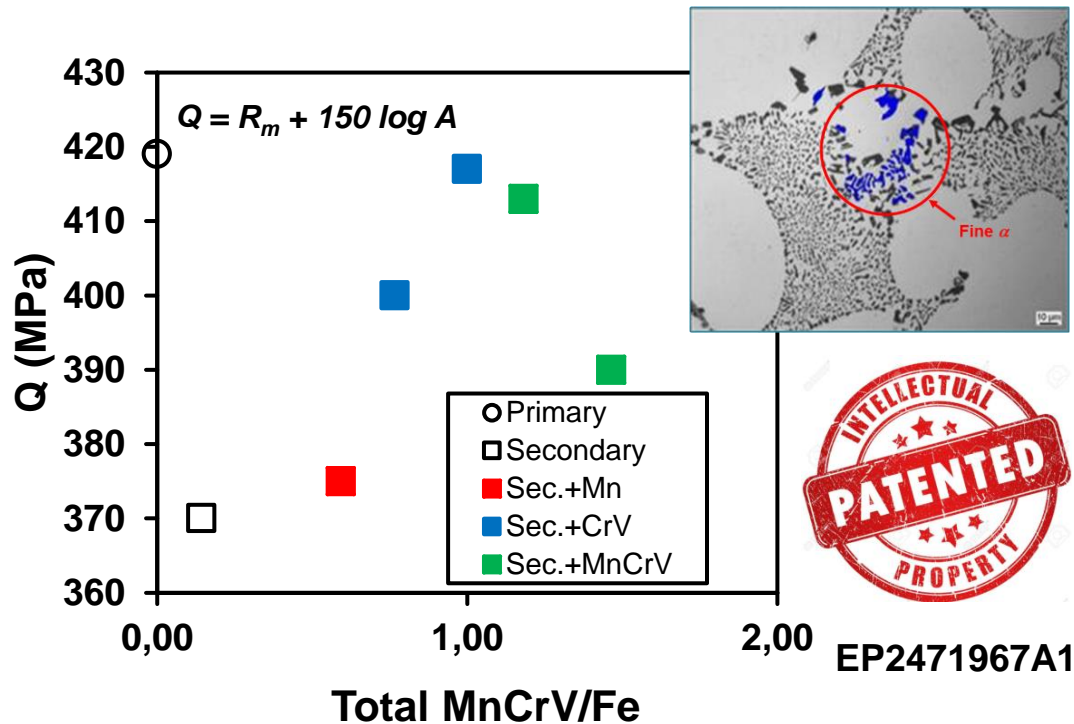 Q (MPa)
430
420
410
400
390
380
370
360
Q = Rm + 150 log A
Primary
Secondary
Sec.+Mn
Sec.+CrV
Sec.+MnCrV
0,00
1,00
2,00
Total MnCrV/Fe
Fine α
10 µm
INTELLECTUAL
PATENTED
PROPERTY
EP2471967A1